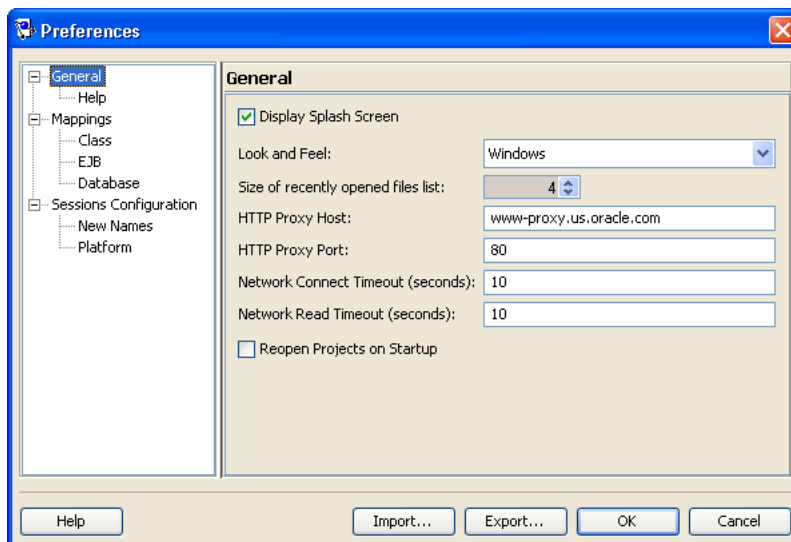 Preferences
General
Help
Mappings
Class
EJB
Database
Sessions Configuration
New Names
Platform
General
Display Splash Screen
Look and Feel: Windows
Size of recently opened files list: 4
HTTP Proxy Host: www-proxy.us.oracle.com
HTTP Proxy Port: 80
Network Connect Timeout (seconds): 10
Network Read Timeout (seconds): 10
Reopen Projects on Startup
Help Import... Export... OK Cancel